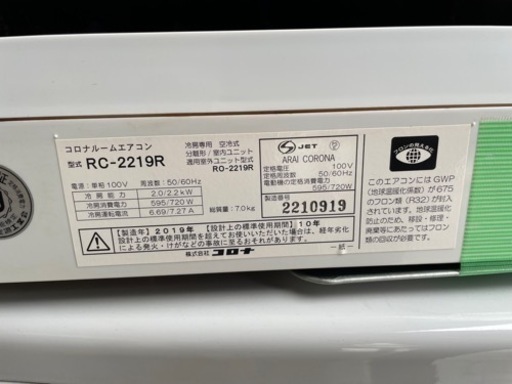 コロナルームエアコン
型式 RC-2219R
冷房専用 空冷式
分離形/室内ユニット
適用室外ユニット型式
RO-2219R
電源:単相100V 周波数:50/60Hz
冷房能力 2.0/2.2kW
冷房消費電力 595/720W
冷房運転電流 6.69/7.27A
総質量:7.0kg
JET
ARAI CORONA
定格電圧 100V
定格周波数 50/60Hz
電動機の定格消費電力
595/720W
製造番号
2210919
【製造年】2019年【設計上の標準使用期間】10年
設計上の標準使用期間を超えてお使いいただいた場合は、経年劣化
による発火・けがなどの事故に至るおそれがあります。
株式会社 コロナ
-紙-
フロンの見える化
このエアコンには GWP
(地球温暖化係数) が 675
のフロン類 (R32) が封入
されています。地球温暖化
防止のため、移設・修理・
廃棄等にあたってはフロン
類の回収が必要です。